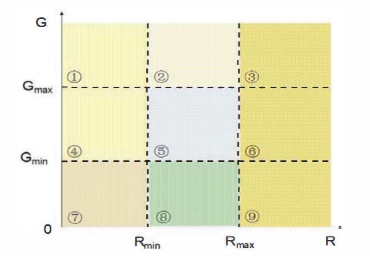 G
① ② ③
Gmax
④ ⑤ ⑥
Gmin
⑦ ⑧ ⑨
0
Rmin Rmax R